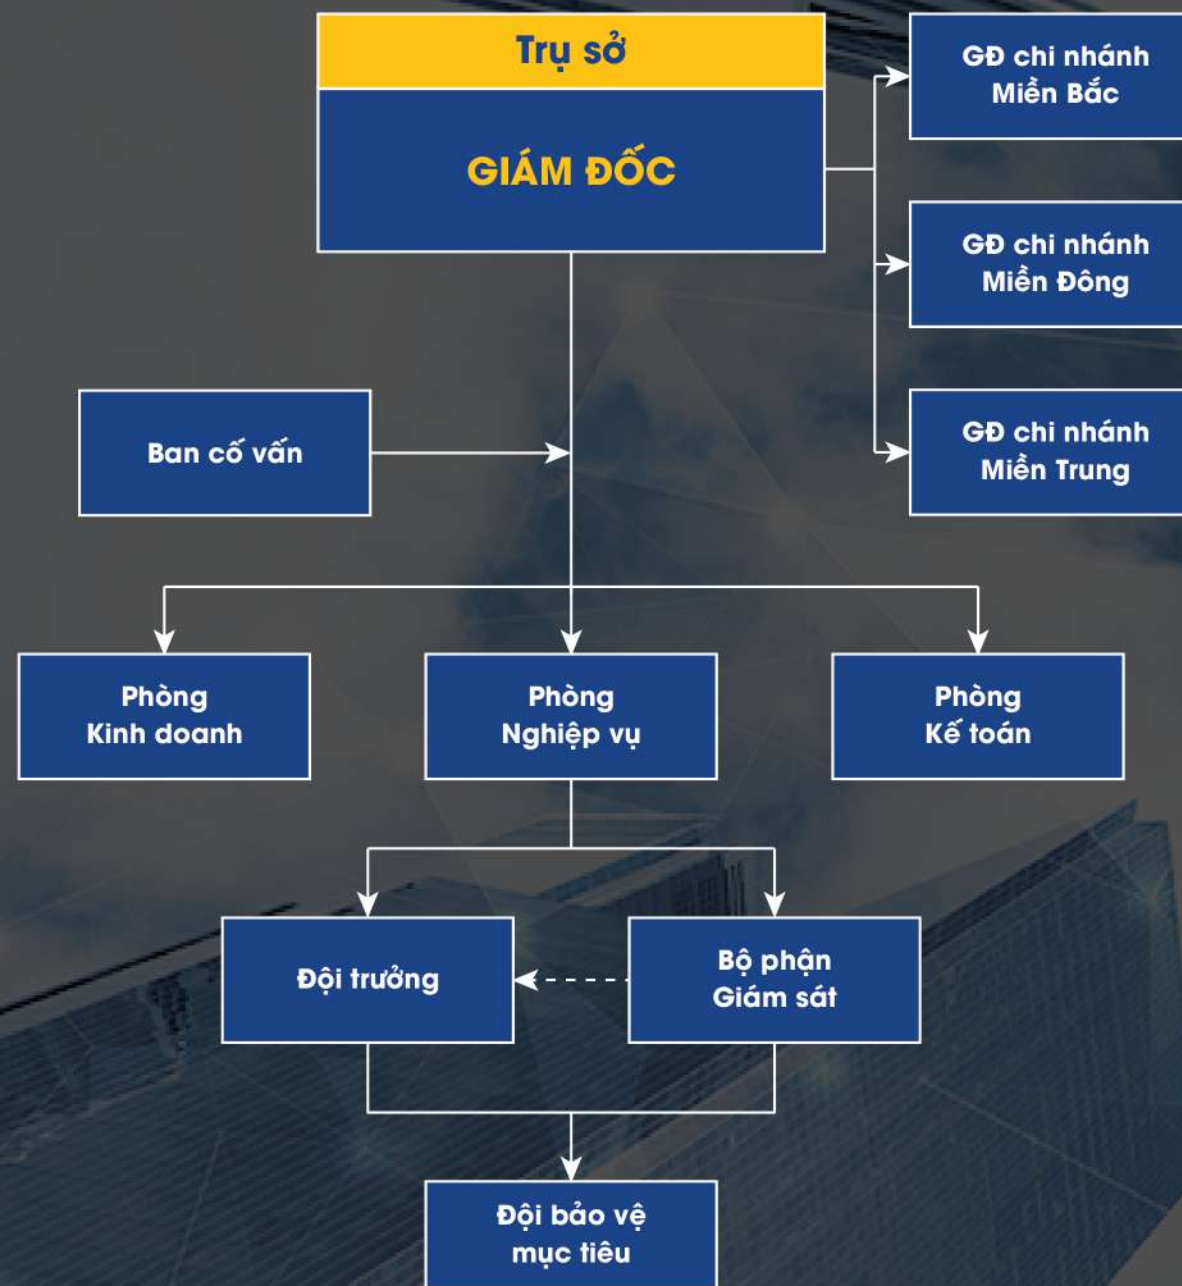 Trụ sở
GIÁM ĐỐC
GĐ chi nhánh
Miền Bắc
GĐ chi nhánh
Miền Đông
GĐ chi nhánh
Miền Trung
Ban cố vấn
Phòng
Kinh doanh
Phòng
Nghiệp vụ
Phòng
Kế toán
Đội trưởng
Bộ phận
Giám sát
Đội bảo vệ
mục tiêu